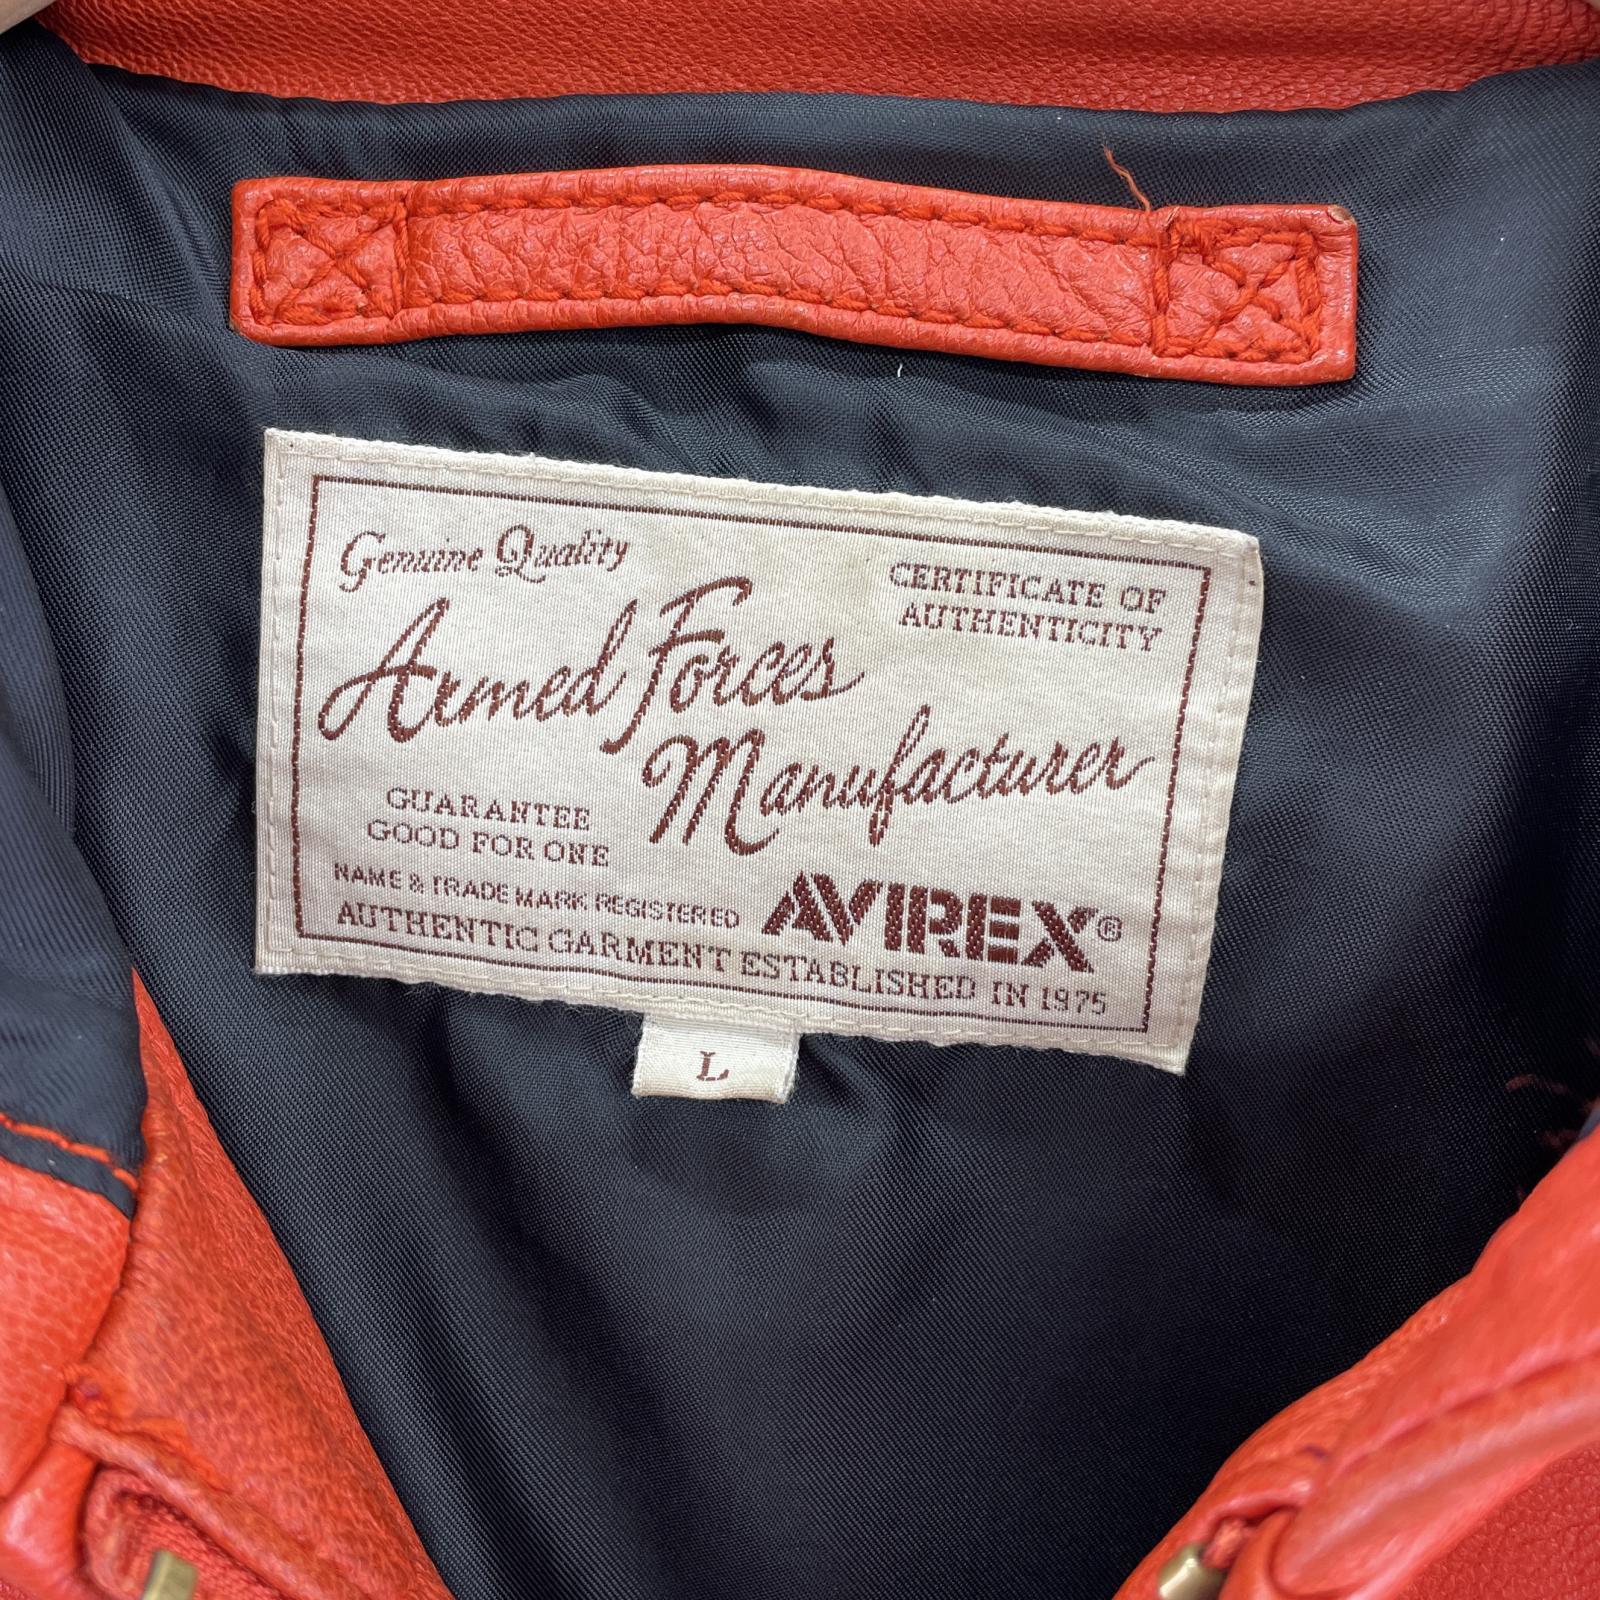 Genuine Quality
CERTIFICATE OF
AUTHENTICITY
Armed Forces
Manufacturer
GUARANTEE
GOOD FOR ONE
NAME & TRADE MARK REGISTERED
AVIREX®
AUTHENTIC GARMENT ESTABLISHED IN 1975
L